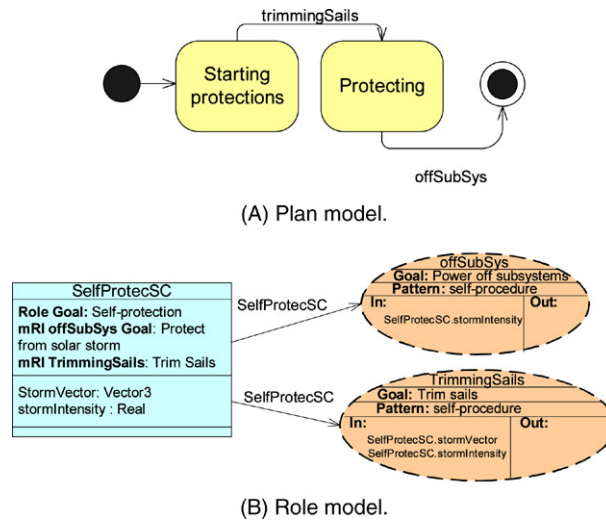 trimmingSails
Starting
protections
Protecting
offSubSys
(A) Plan model.
SelfProtecSC
Role Goal: Self-protection
mRI offSubSys Goal: Protect
from solar storm
mRI TrimmingSails: Trim Sails
StormVector: Vector3
stormIntensity : Real
SelfProtecSC
SelfProtecSC
offSubSys
Goal: Power off subsystems
Pattern: self-procedure
In:
Out:
SelfProtecSC.stormIntensity
TrimmingSails
Goal: Trim sails
Pattern: self-procedure
In:
Out:
SelfProtecSC.stormVector
SelfProtecSC.stormIntensity
(B) Role model.